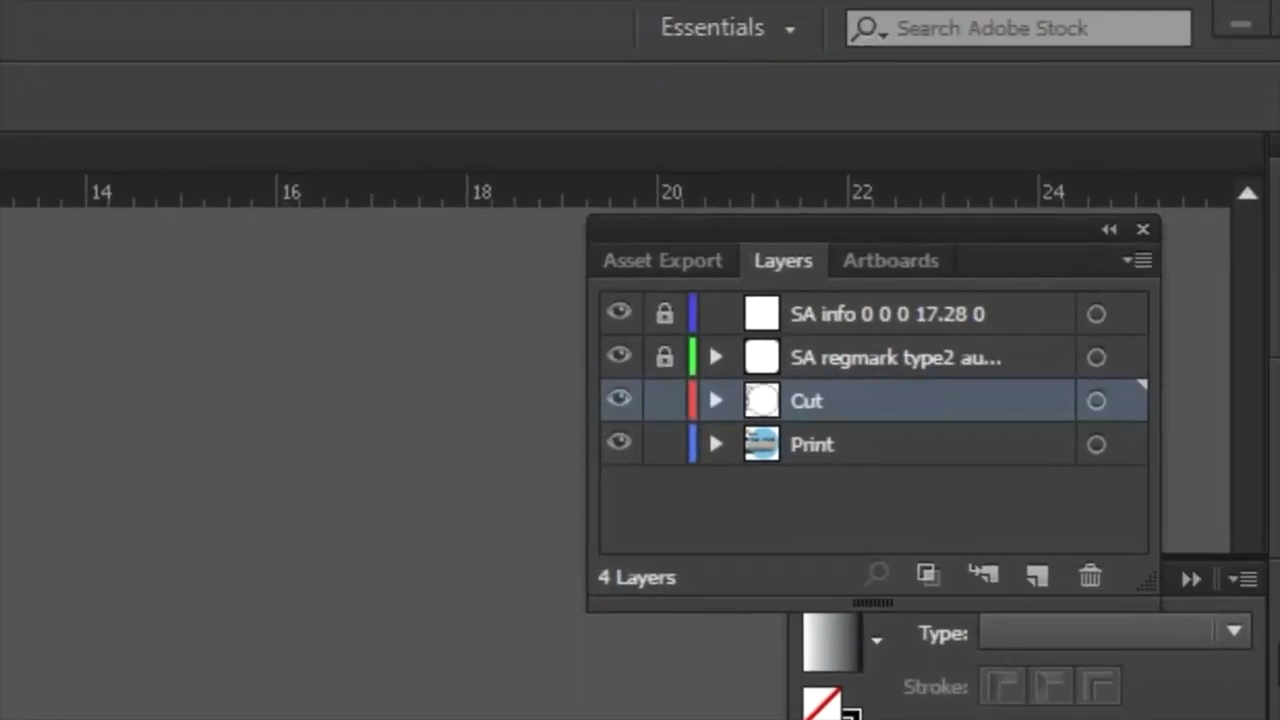 Essentials
Search Adobe Stock
14 16 18 20 22 24
Asset Export Layers Artboards
SA info 0 0 0 17.28 0
SA regmark type2 au...
Cut
Print
4 Layers
Type:
Stroke: